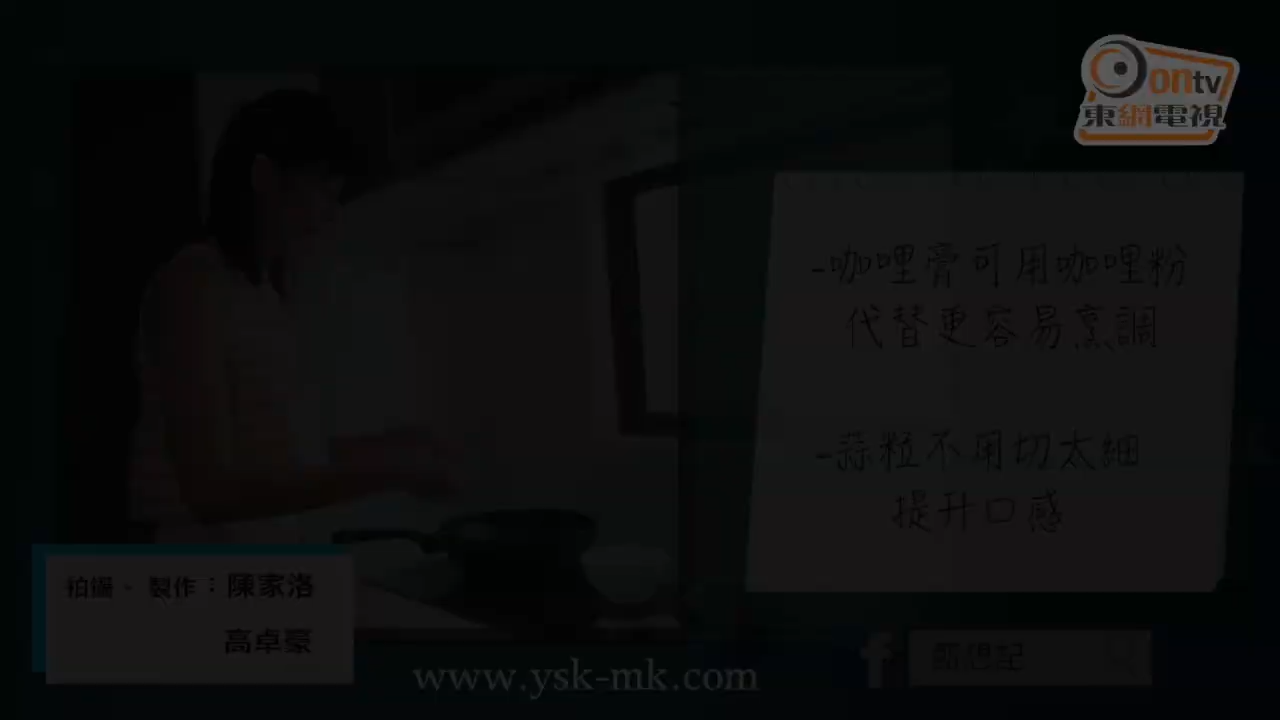 ontv
東網電視
-咖哩膏可用咖哩粉
代替更容易烹調
-蒜粒不用切太細
提升口感
拍攝、製作：陳家洛
高卓豪
www.ysk-mk.com
f